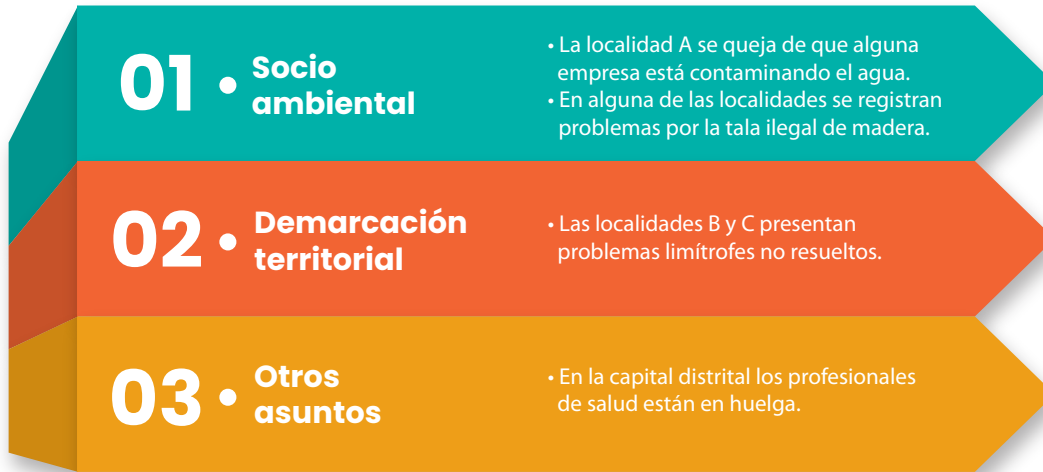 01 • Socio
ambiental
• La localidad A se queja de que alguna
empresa está contaminando el agua.
• En alguna de las localidades se registran
problemas por la tala ilegal de madera.
02 • Demarcación
territorial
• Las localidades B y C presentan
problemas limítrofes no resueltos.
03 • Otros
asuntos
• En la capital distrital los profesionales
de salud están en huelga.